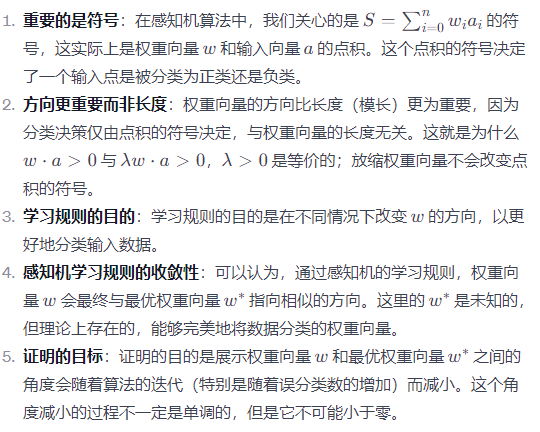 1. 重要的是符号：在感知机算法中，我们关心的是 S = ∑ⁿᵢ₌₀ wᵢaᵢ 的符
号，这实际上是权重向量 w 和输入向量 a 的点积。这个点积的符号决定
了一个输入点是被分类为正类还是负类。
2. 方向更重要而非长度：权重向量的方向比长度（模长）更为重要，因为
分类决策仅由点积的符号决定，与权重向量的长度无关。这就是为什么
w · a > 0 与 λw · a > 0，λ > 0 是等价的；放缩权重向量不会改变点
积的符号。
3. 学习规则的目的：学习规则的目的是在不同情况下改变 w 的方向，以更
好地分类输入数据。
4. 感知机学习规则的收敛性：可以认为，通过感知机的学习规则，权重向
量 w 会最终与最优权重向量 w* 指向相似的方向。这里的 w* 是未知的，
但理论上存在的，能够完美地将数据分类的权重向量。
5. 证明的目标：证明的目的是展示权重向量 w 和最优权重向量 w* 之间的
角度会随着算法的迭代（特别是随着误分类数的增加）而减小。这个角
度减小的过程不一定是单调的，但是它不可能小于零。